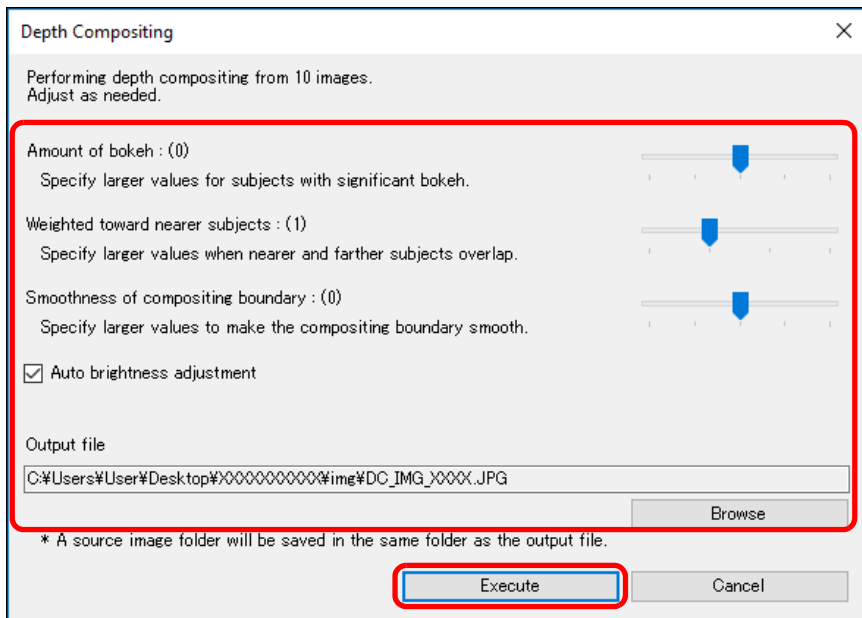 Depth Compositing
Performing depth compositing from 10 images.
Adjust as needed.
Amount of bokeh : (0)
Specify larger values for subjects with significant bokeh.
Weighted toward nearer subjects : (1)
Specify larger values when nearer and farther subjects overlap.
Smoothness of compositing boundary : (0)
Specify larger values to make the compositing boundary smooth.
Auto brightness adjustment
Output file
C:¥Users¥User¥Desktop¥XXXXXXXXXXX¥img¥DC_IMG_XXXX.JPG
Browse
* A source image folder will be saved in the same folder as the output file.
Execute
Cancel